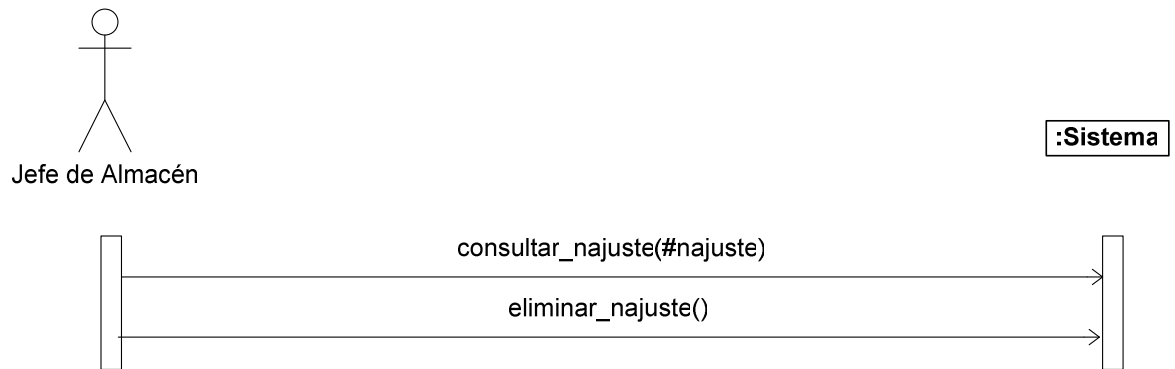 :Sistema
Jefe de Almacén
consultar_najuste(#najuste)
eliminar_najuste()